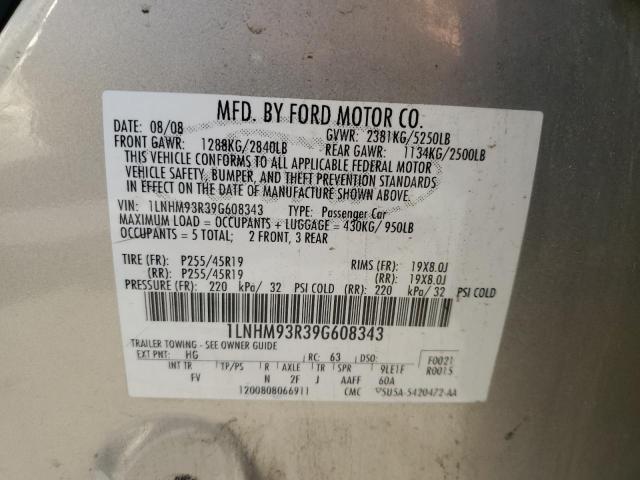 MFD. BY FORD MOTOR CO.
DATE: 08/08 GVWR: 2381KG/5250LB
FRONT GAWR: 1288KG/2840LB REAR GAWR: 1134KG/2500LB
THIS VEHICLE CONFORMS TO ALL APPLICABLE FEDERAL MOTOR
VEHICLE SAFETY, BUMPER, AND THEFT PREVENTION STANDARDS
IN EFFECT ON THE DATE OF MANUFACTURE SHOWN ABOVE.
VIN: 1LNHM93R39G608343 TYPE: Passenger Car
MAXIMUM LOAD = OCCUPANTS + LUGGAGE = 430KG/ 950LB
OCCUPANTS = 5 TOTAL; 2 FRONT, 3 REAR
TIRE (FR): P255/45R19 RIMS (FR): 19X8.0J
(RR): P255/45R19 (RR): 19X8.0J
PRESSURE (FR): 220 kPa/ 32 PSI COLD (RR): 220 kPa/ 32 PSI COLD
1LNHM93R39G608343
TRAILER TOWING - SEE OWNER GUIDE
EXT PNT: HG RC: 63 DSO: F0021
INT TR TP/PS R AXLE TR SPR 9LE1F R0015
FV N 2F J AAFF 60A
1200808066911 CMC 5U5A-5420472-AA